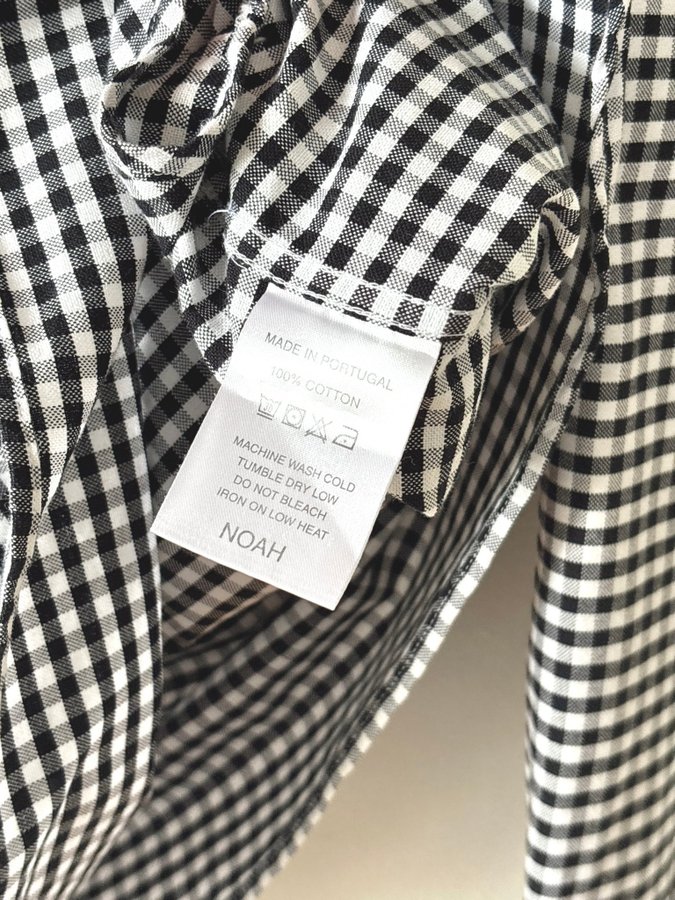 MADE IN PORTUGAL
100% COTTON
MACHINE WASH COLD
TUMBLE DRY LOW
DO NOT BLEACH
IRON ON LOW HEAT
NOAH